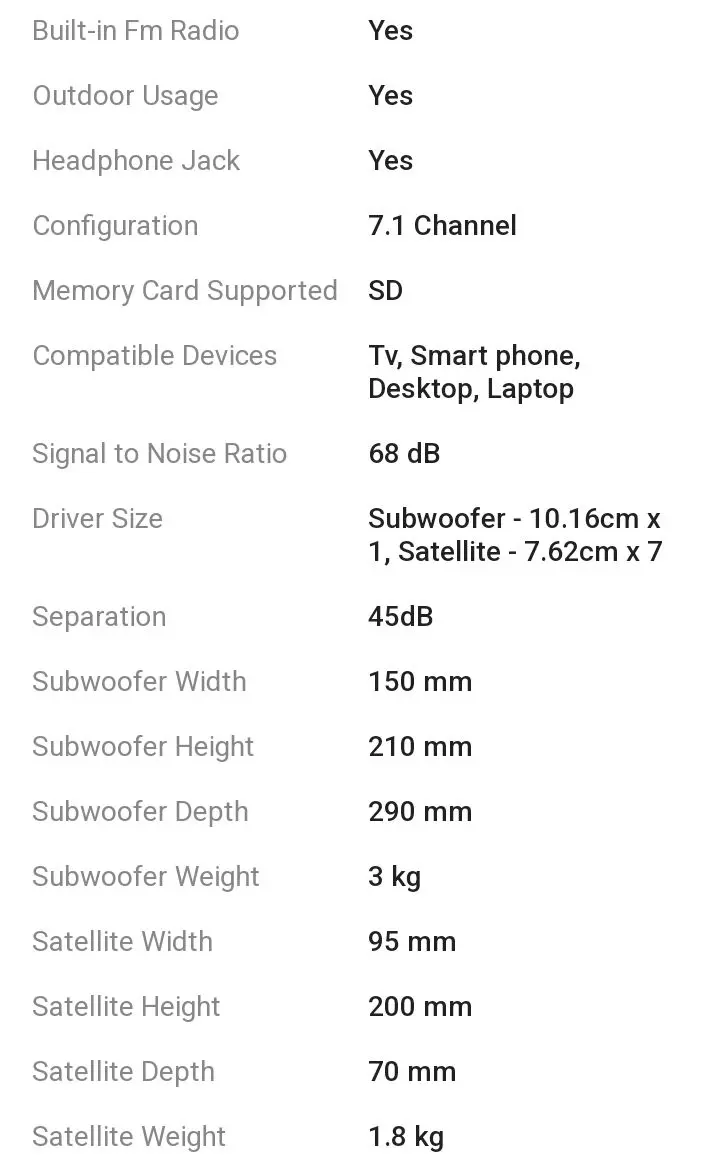 Built-in Fm Radio Yes
Outdoor Usage Yes
Headphone Jack Yes
Configuration 7.1 Channel
Memory Card Supported SD
Compatible Devices Tv, Smart phone,
Desktop, Laptop
Signal to Noise Ratio 68 dB
Driver Size Subwoofer - 10.16cm x
1, Satellite - 7.62cm x 7
Separation 45dB
Subwoofer Width 150 mm
Subwoofer Height 210 mm
Subwoofer Depth 290 mm
Subwoofer Weight 3 kg
Satellite Width 95 mm
Satellite Height 200 mm
Satellite Depth 70 mm
Satellite Weight 1.8 kg